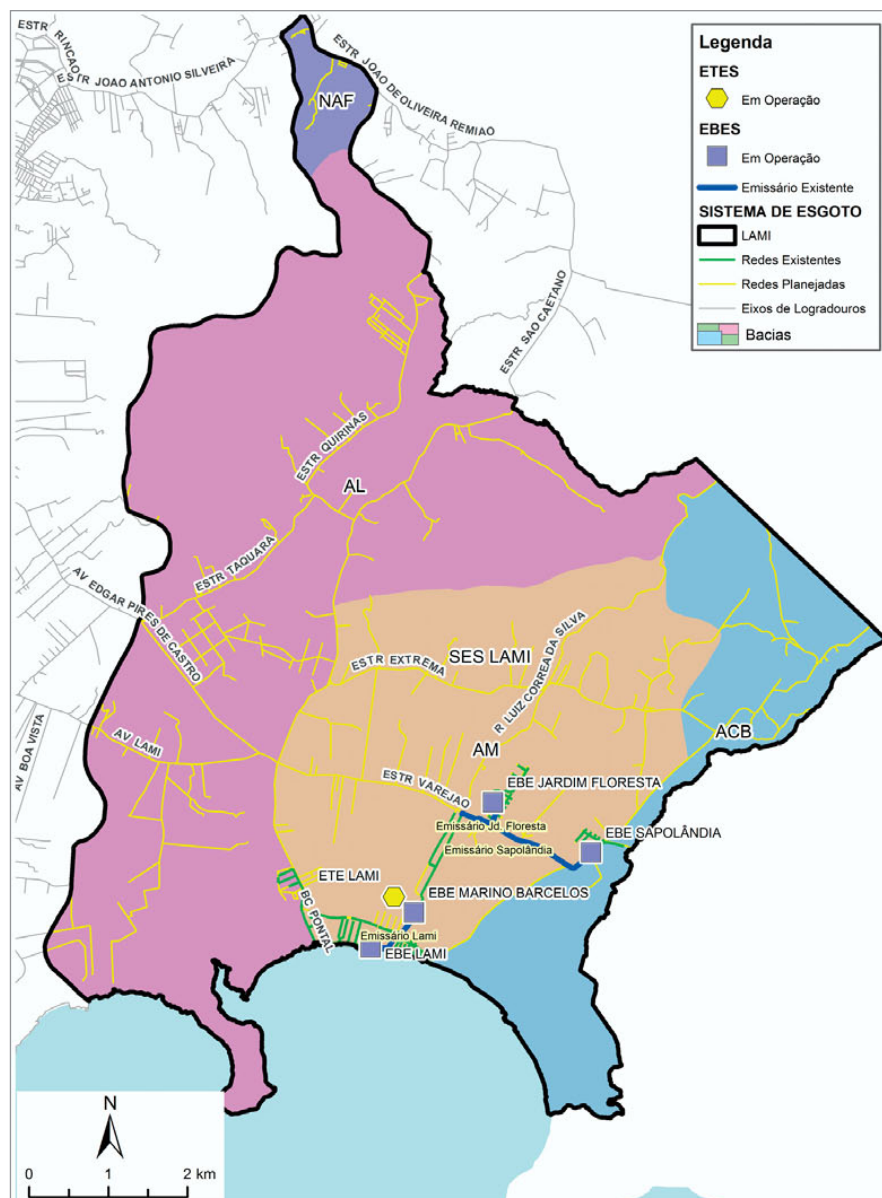 ESTR RINCAO
ESTR JOAO ANTONIO SILVEIRA
ESTR JOAO DE OLIVEIRA REMIAO
NAF
Legenda
ETES
Em Operação
EBES
Em Operação
Emissário Existente
SISTEMA DE ESGOTO
LAMI
Redes Existentes
Redes Planejadas
Eixos de Logradouros
Bacias
ESTR SAO CAETANO
ESTR QUIRINAS
AL
ESTR TAQUARA
AV EDGAR PIRES DE CASTRO
SES LAMI
ESTR EXTREMA
R LUIZ CORREA DA SILVA
AV BOA VISTA
AV LAMI
AM
ACB
ESTR VAREJAO
EBE JARDIM FLORESTA
Emissário Jd. Floresta
EBE SAPOLÂNDIA
Emissário Sapolândia
ETE LAMI
EBE MARINO BARCELOS
BC PONTAL
Emissário Lami
EBE LAMI
N
0 1 2 km